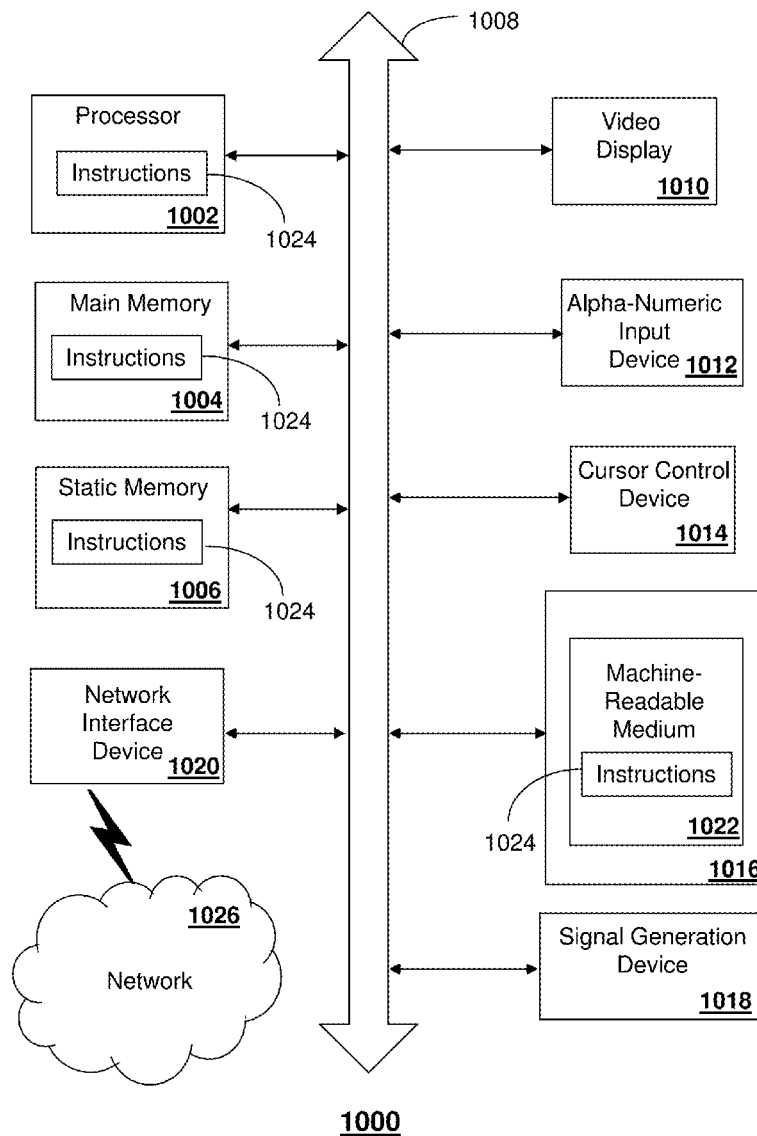 1008
Processor
Instructions
1002
1024
Main Memory
Instructions
1004
1024
Static Memory
Instructions
1006
1024
Network
Interface
Device
1020
1026
Network
Video
Display
1010
Alpha-Numeric
Input
Device
1012
Cursor Control
Device
1014
Machine-
Readable
Medium
Instructions
1022
1024
1016
Signal Generation
Device
1018
1000